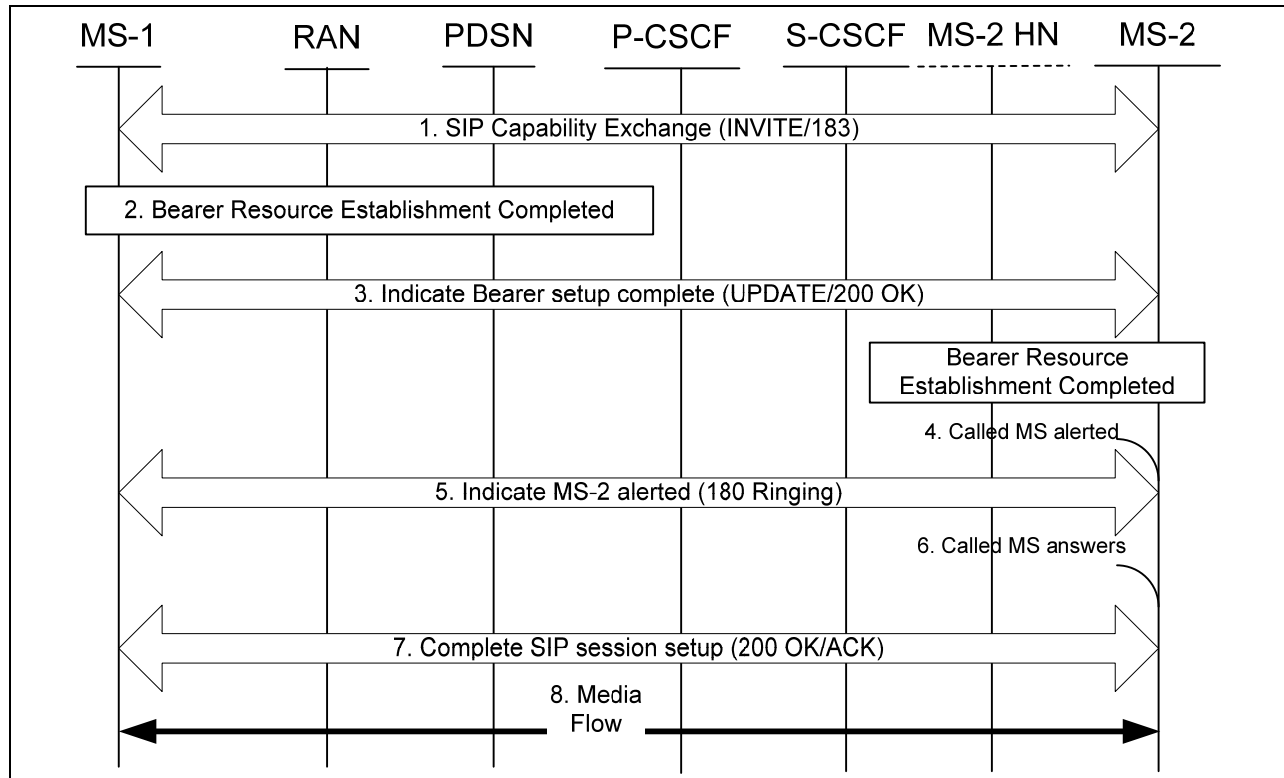 MS-1 RAN PDSN P-CSCF S-CSCF MS-2 HN MS-2
1. SIP Capability Exchange (INVITE/183)
2. Bearer Resource Establishment Completed
3. Indicate Bearer setup complete (UPDATE/200 OK)
Bearer Resource
Establishment Completed
4. Called MS alerted
5. Indicate MS-2 alerted (180 Ringing)
6. Called MS answers
7. Complete SIP session setup (200 OK/ACK)
8. Media
Flow